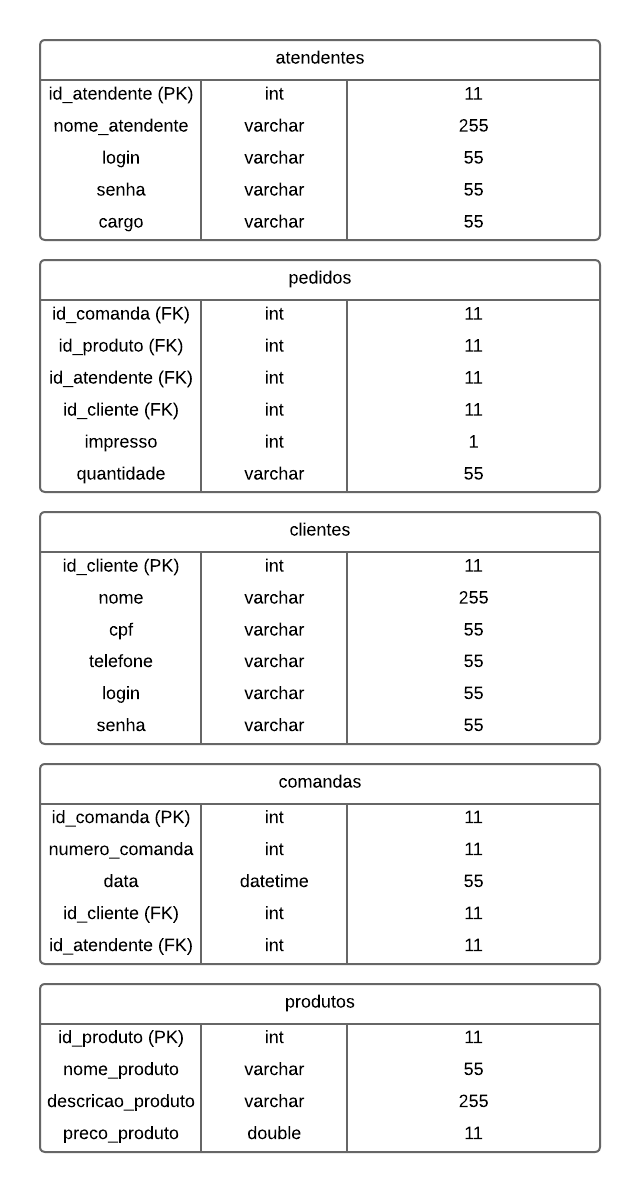 atendentes
id_atendente (PK) int 11
nome_atendente varchar 255
login varchar 55
senha varchar 55
cargo varchar 55
pedidos
id_comanda (FK) int 11
id_produto (FK) int 11
id_atendente (FK) int 11
id_cliente (FK) int 11
impresso int 1
quantidade varchar 55
clientes
id_cliente (PK) int 11
nome varchar 255
cpf varchar 55
telefone varchar 55
login varchar 55
senha varchar 55
comandas
id_comanda (PK) int 11
numero_comanda int 11
data datetime 55
id_cliente (FK) int 11
id_atendente (FK) int 11
produtos
id_produto (PK) int 11
nome_produto varchar 55
descricao_produto varchar 255
preco_produto double 11